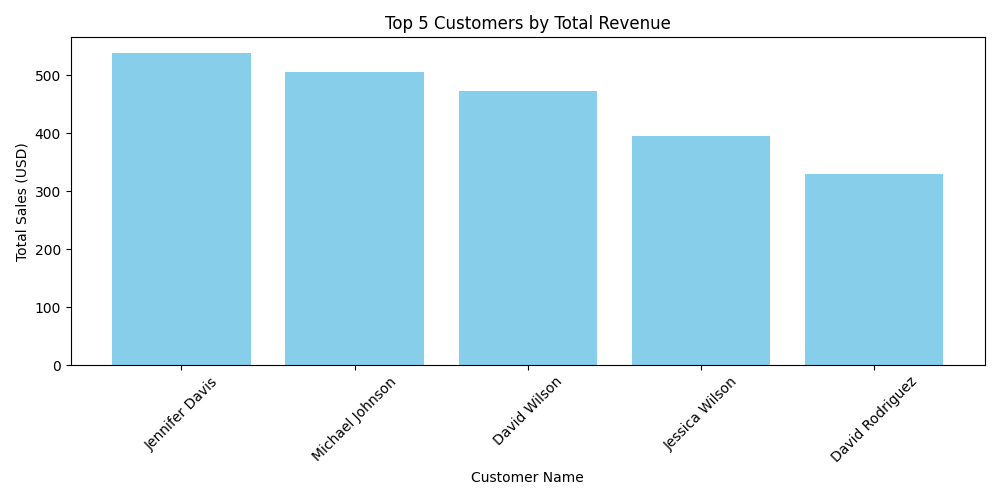 Top 5 Customers by Total Revenue
Total Sales (USD)
500
400
300
200
100
0
Jennifer Davis
Michael Johnson
David Wilson
Jessica Wilson
David Rodriguez
Customer Name